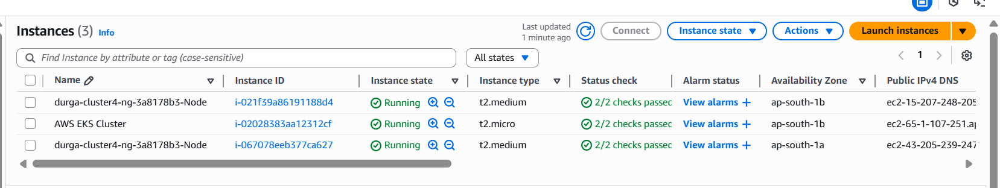 Instances (3) Info
Last updated
1 minute ago
Connect
Instance state
Actions
Launch instances
Find Instance by attribute or tag (case-sensitive)
All states
1
Name Instance ID Instance state Instance type Status check Alarm status Availability Zone Public IPv4 DNS
durga-cluster4-ng-3a8178b3-Node i-021f39a86191188d4 Running t2.medium 2/2 checks passed View alarms + ap-south-1b ec2-15-207-248-205
AWS EKS Cluster i-02028383aa12312cf Running t2.micro 2/2 checks passed View alarms + ap-south-1b ec2-65-1-107-251.ap
durga-cluster4-ng-3a8178b3-Node i-067078eeb377ca627 Running t2.medium 2/2 checks passed View alarms + ap-south-1a ec2-43-205-239-247